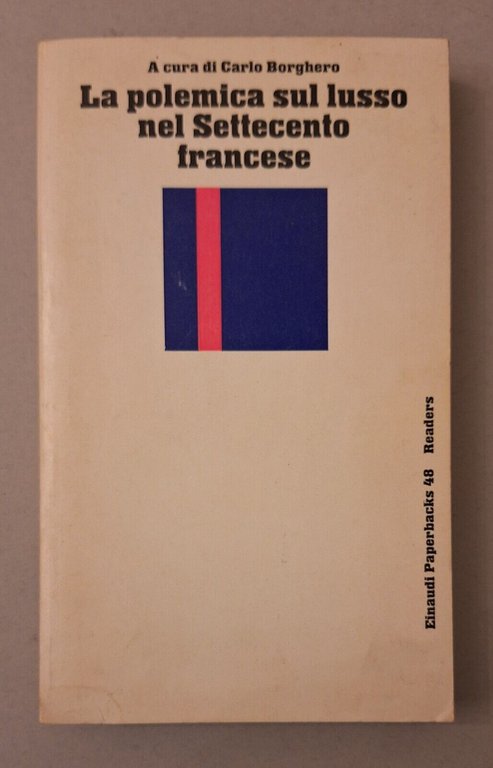 A cura di Carlo Borghero
La polemica sul lusso
nel Settecento
francese
Einaudi Paperbacks 48 Readers